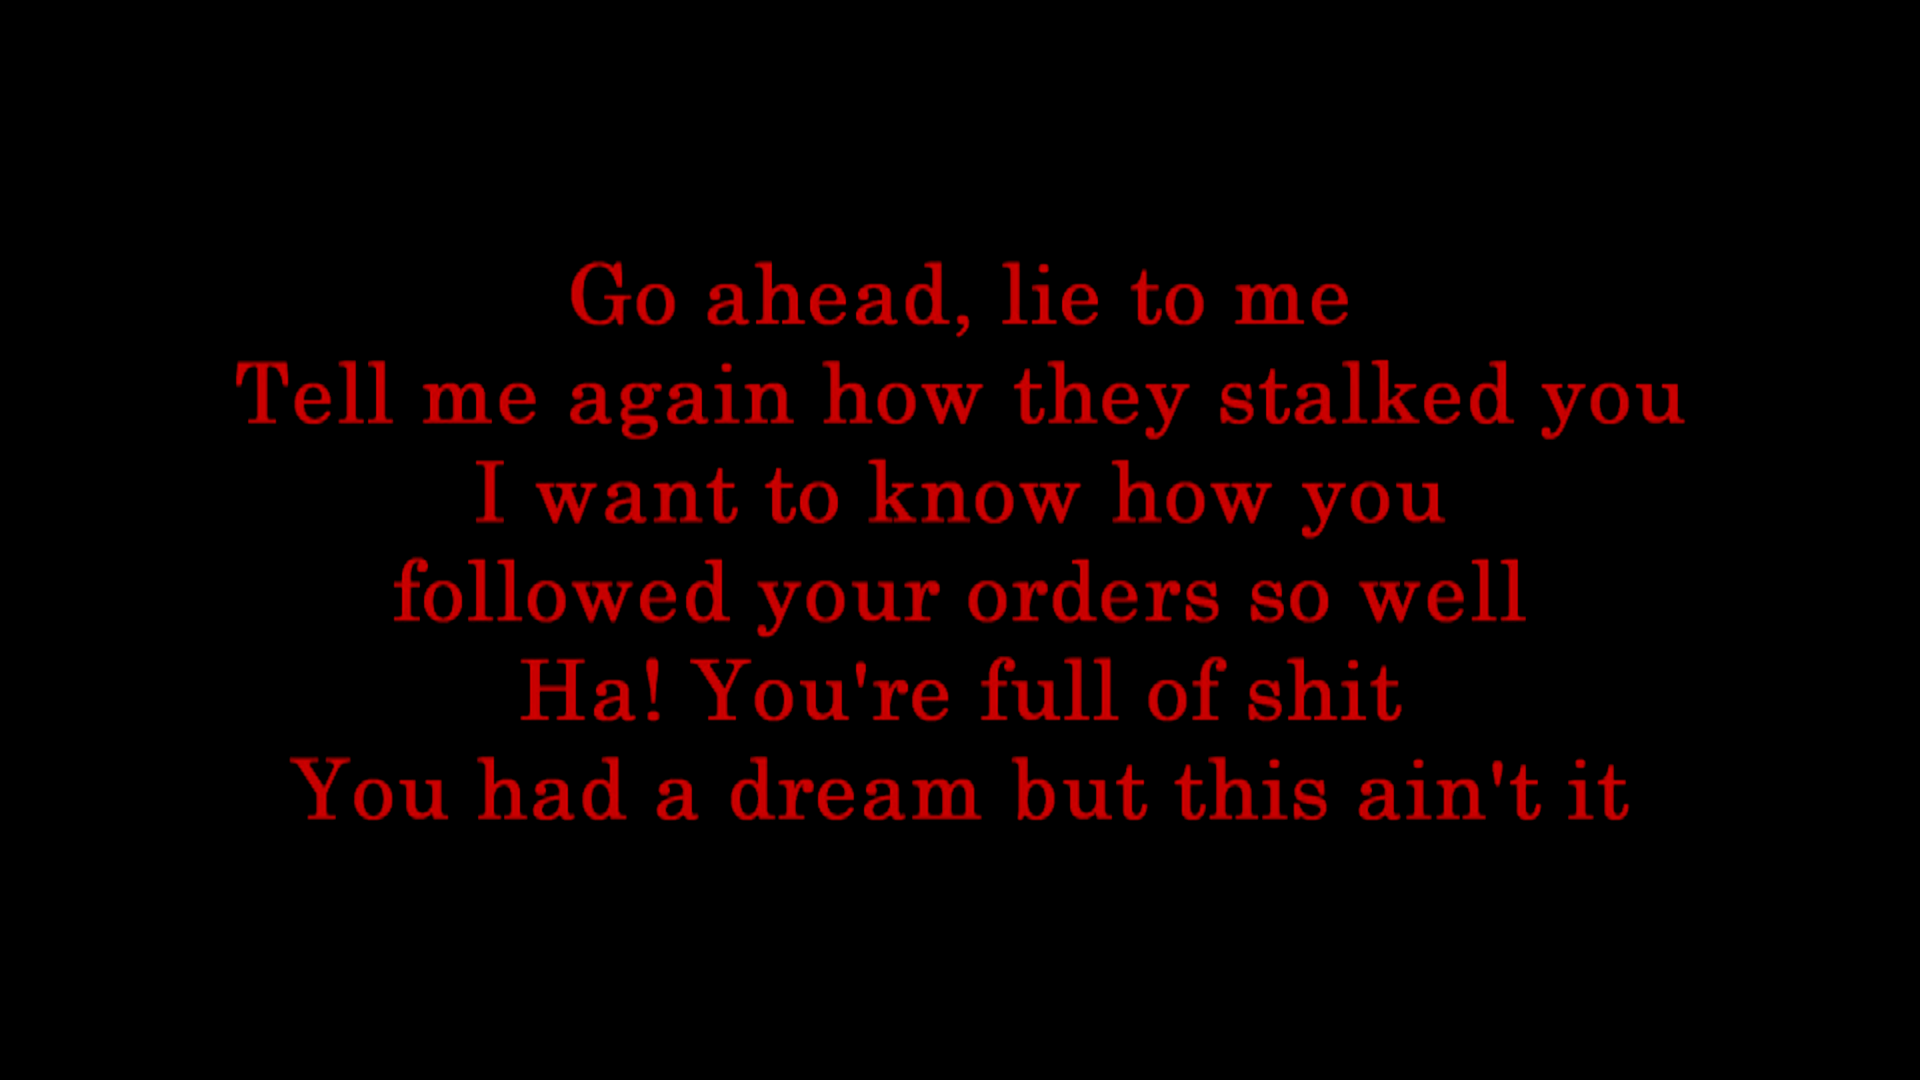 Go ahead, lie to me
Tell me again how they stalked you
I want to know how you
followed your orders so well
Ha! You're full of shit
You had a dream but this ain't it